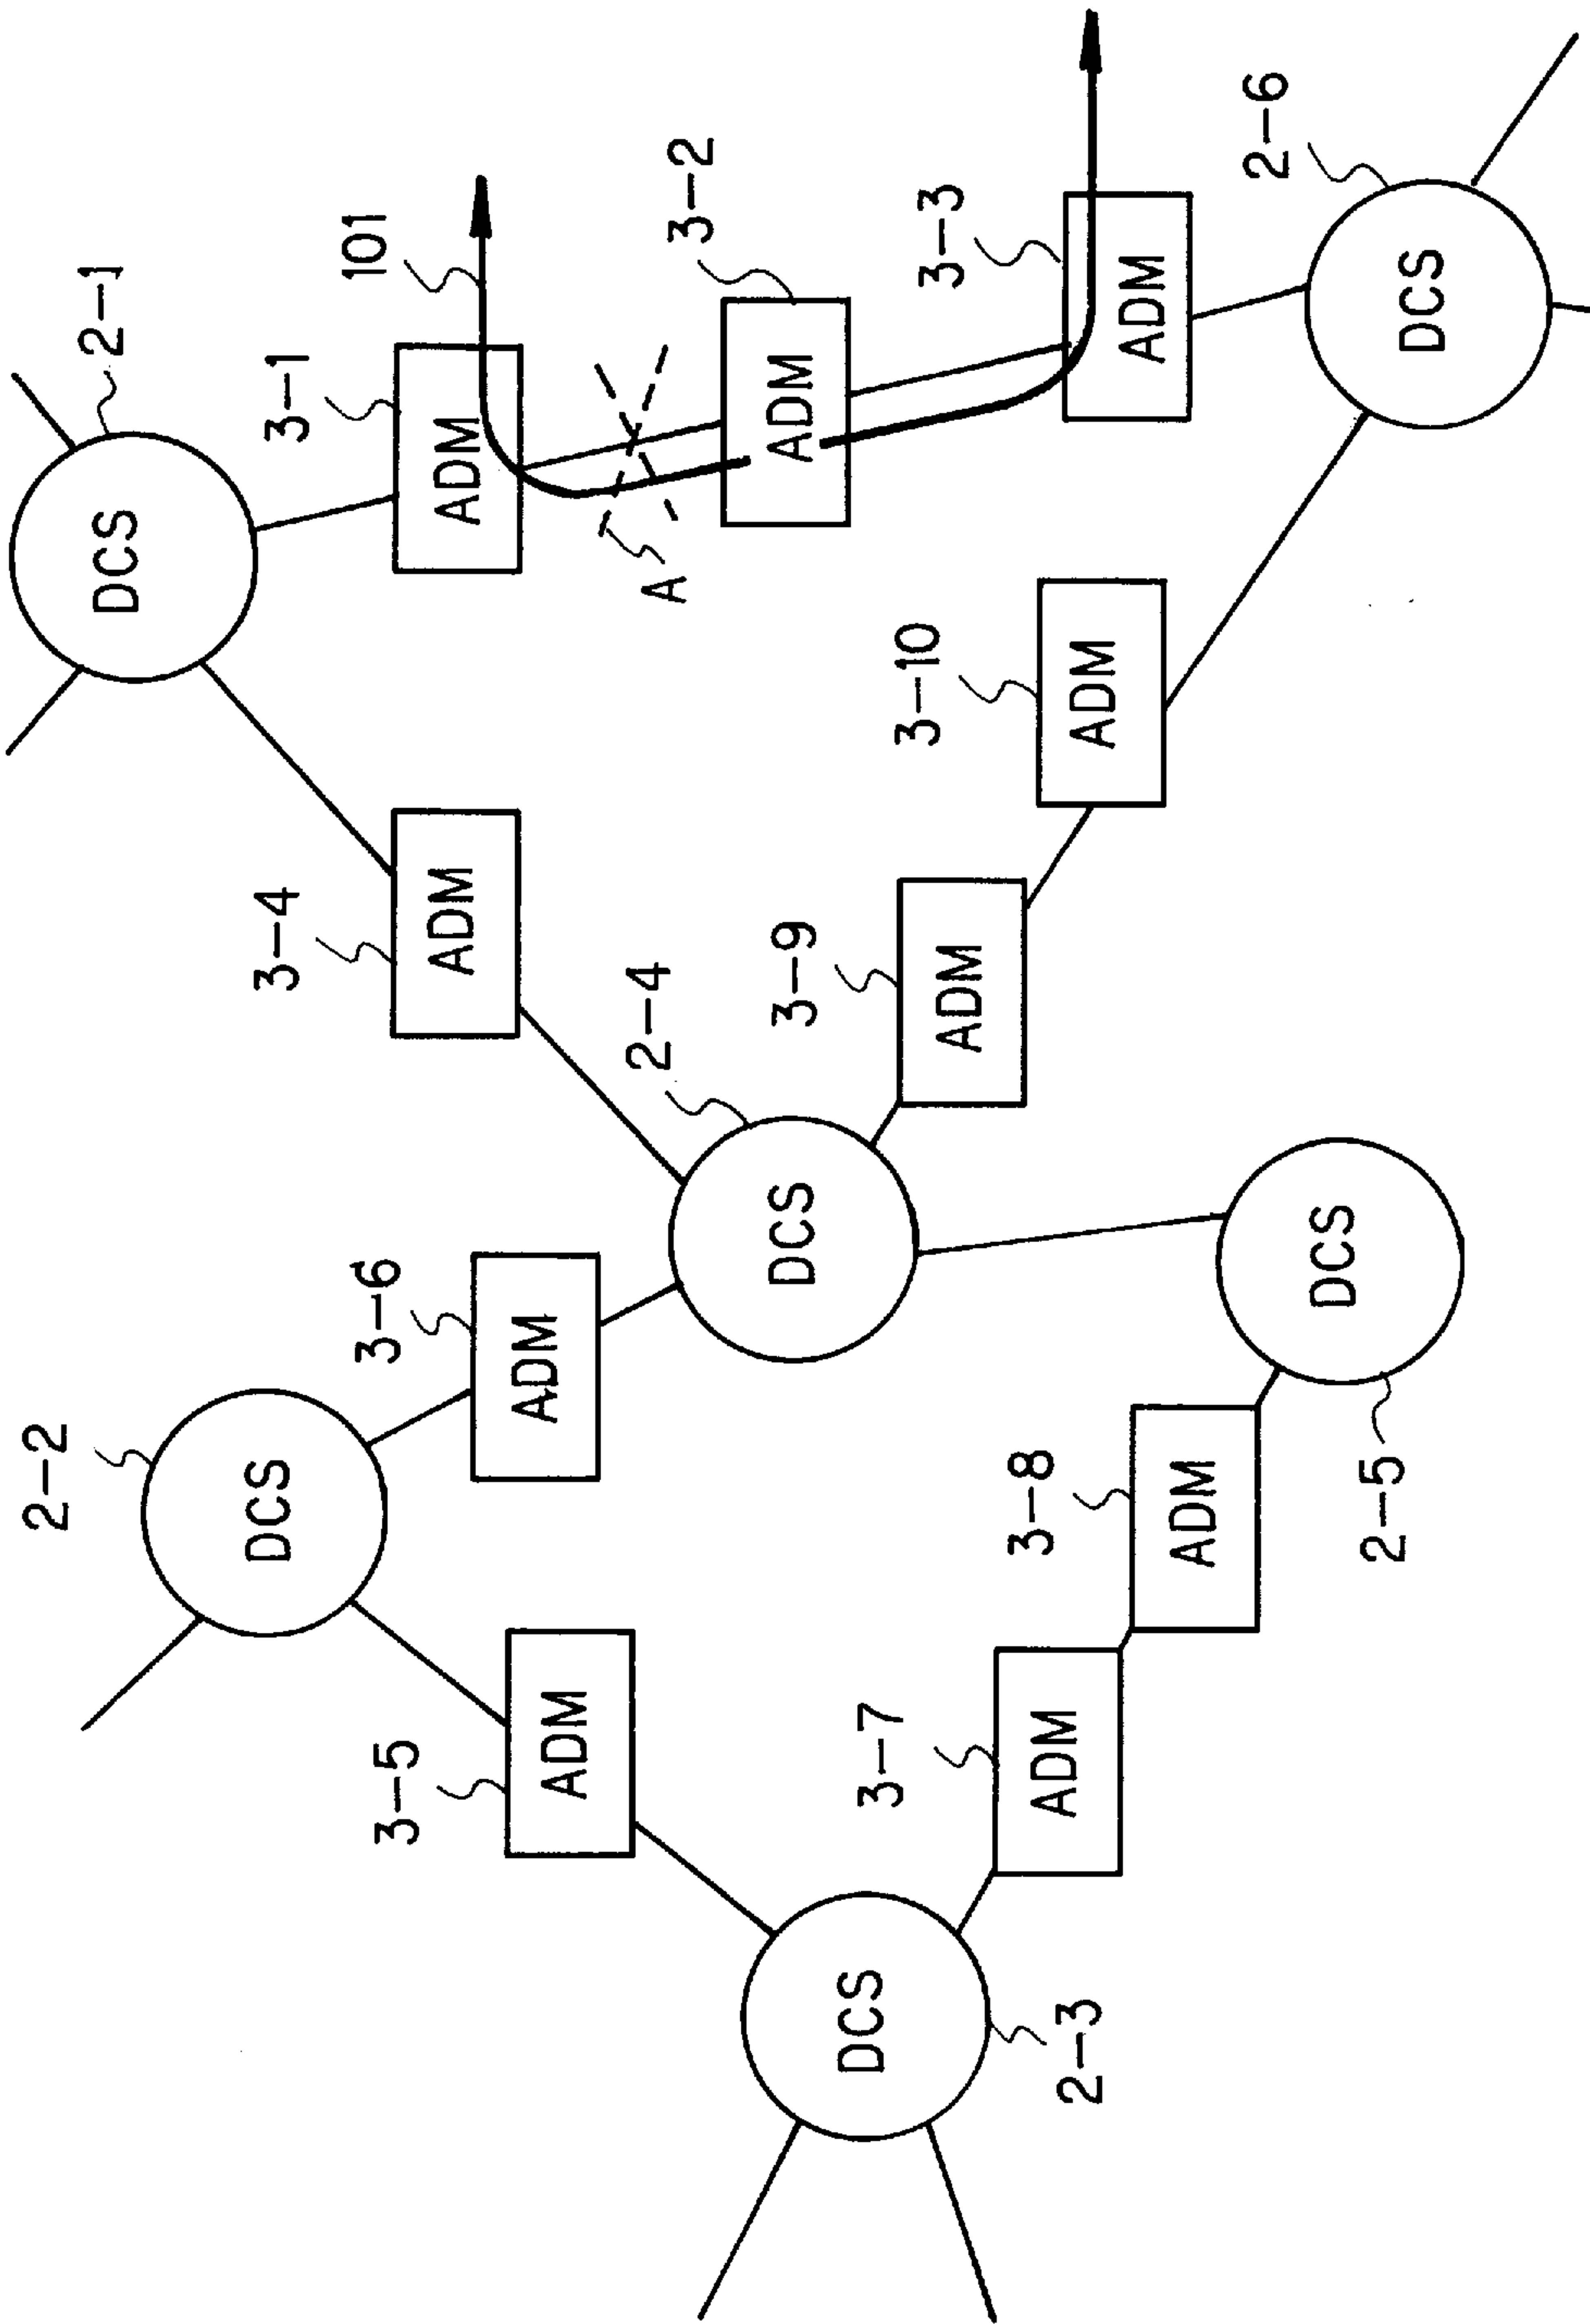 2-1
DCS
3-1
ADM
101
A
3-2
ADM
3-3
ADM
2-6
DCS
3-4
ADM
3-10
ADM
2-4
DCS
3-9
ADM
2-2
DCS
3-6
ADM
3-5
ADM
2-5
DCS
3-8
ADM
3-7
ADM
2-3
DCS